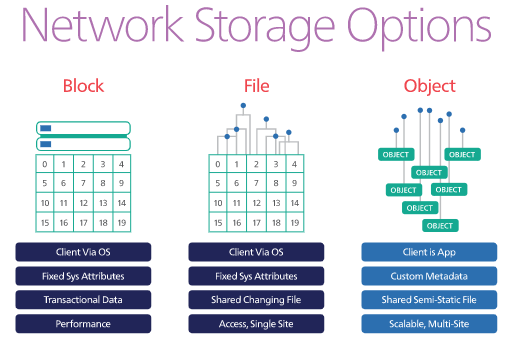 Network Storage Options
Block
File
Object
0 1 2 3 4
5 6 7 8 9
10 11 12 13 14
15 16 17 18 19
0 1 2 3 4
5 6 7 8 9
10 11 12 13 14
15 16 17 18 19
OBJECT OBJECT
OBJECT
OBJECT OBJECT
OBJECT
OBJECT
Client Via OS
Fixed Sys Attributes
Transactional Data
Performance
Client Via OS
Fixed Sys Attributes
Shared Changing File
Access, Single Site
Client is App
Custom Metadata
Shared Semi-Static File
Scalable, Multi-Site